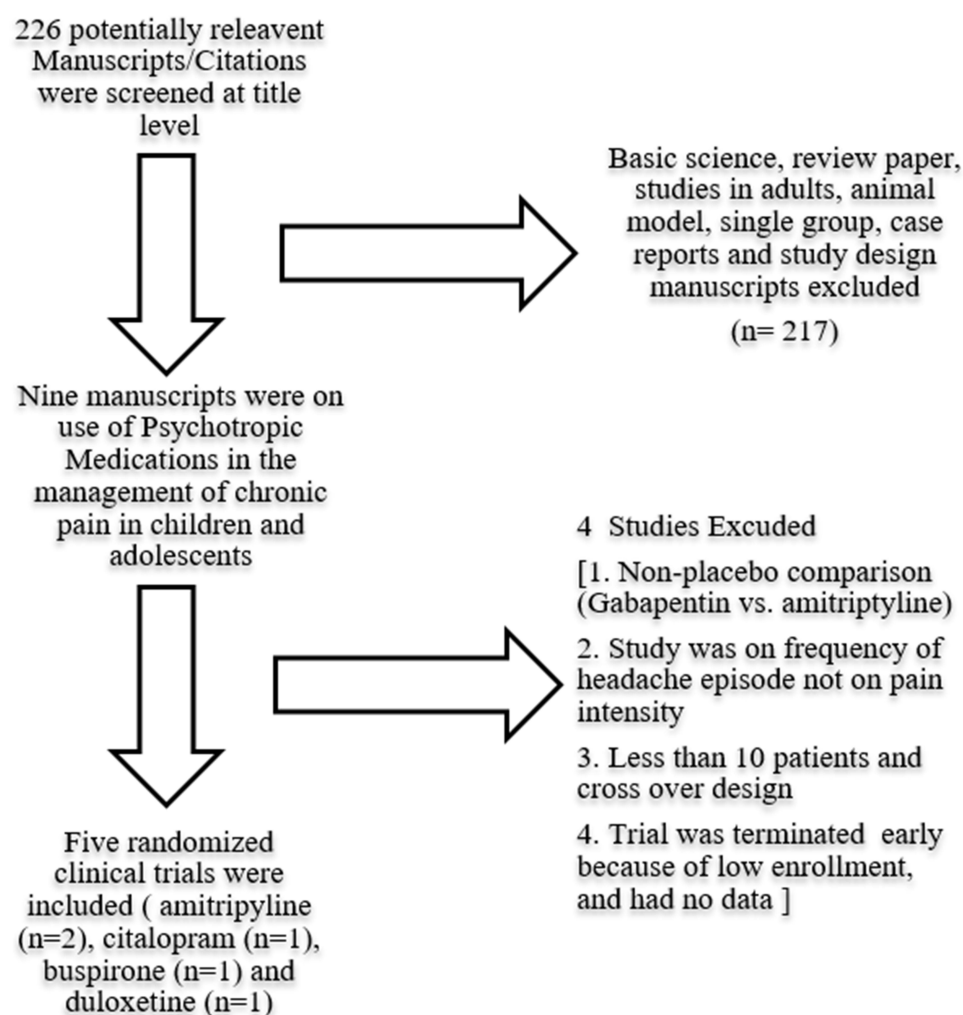 226 potentially releavent
Manuscripts/Citations
were screened at title
level
Basic science, review paper,
studies in adults, animal
model, single group, case
reports and study design
manuscripts excluded
(n= 217)
Nine manuscripts were on
use of Psychotropic
Medications in the
management of chronic
pain in children and
adolescents
4 Studies Excuded
[1. Non-placebo comparison
(Gabapentin vs. amitriptyline)
2. Study was on frequency of
headache episode not on pain
intensity
3. Less than 10 patients and
cross over design
4. Trial was terminated early
because of low enrollment,
and had no data ]
Five randomized
clinical trials were
included ( amitripyline
(n=2), citalopram (n=1),
buspirone (n=1) and
duloxetine (n=1)